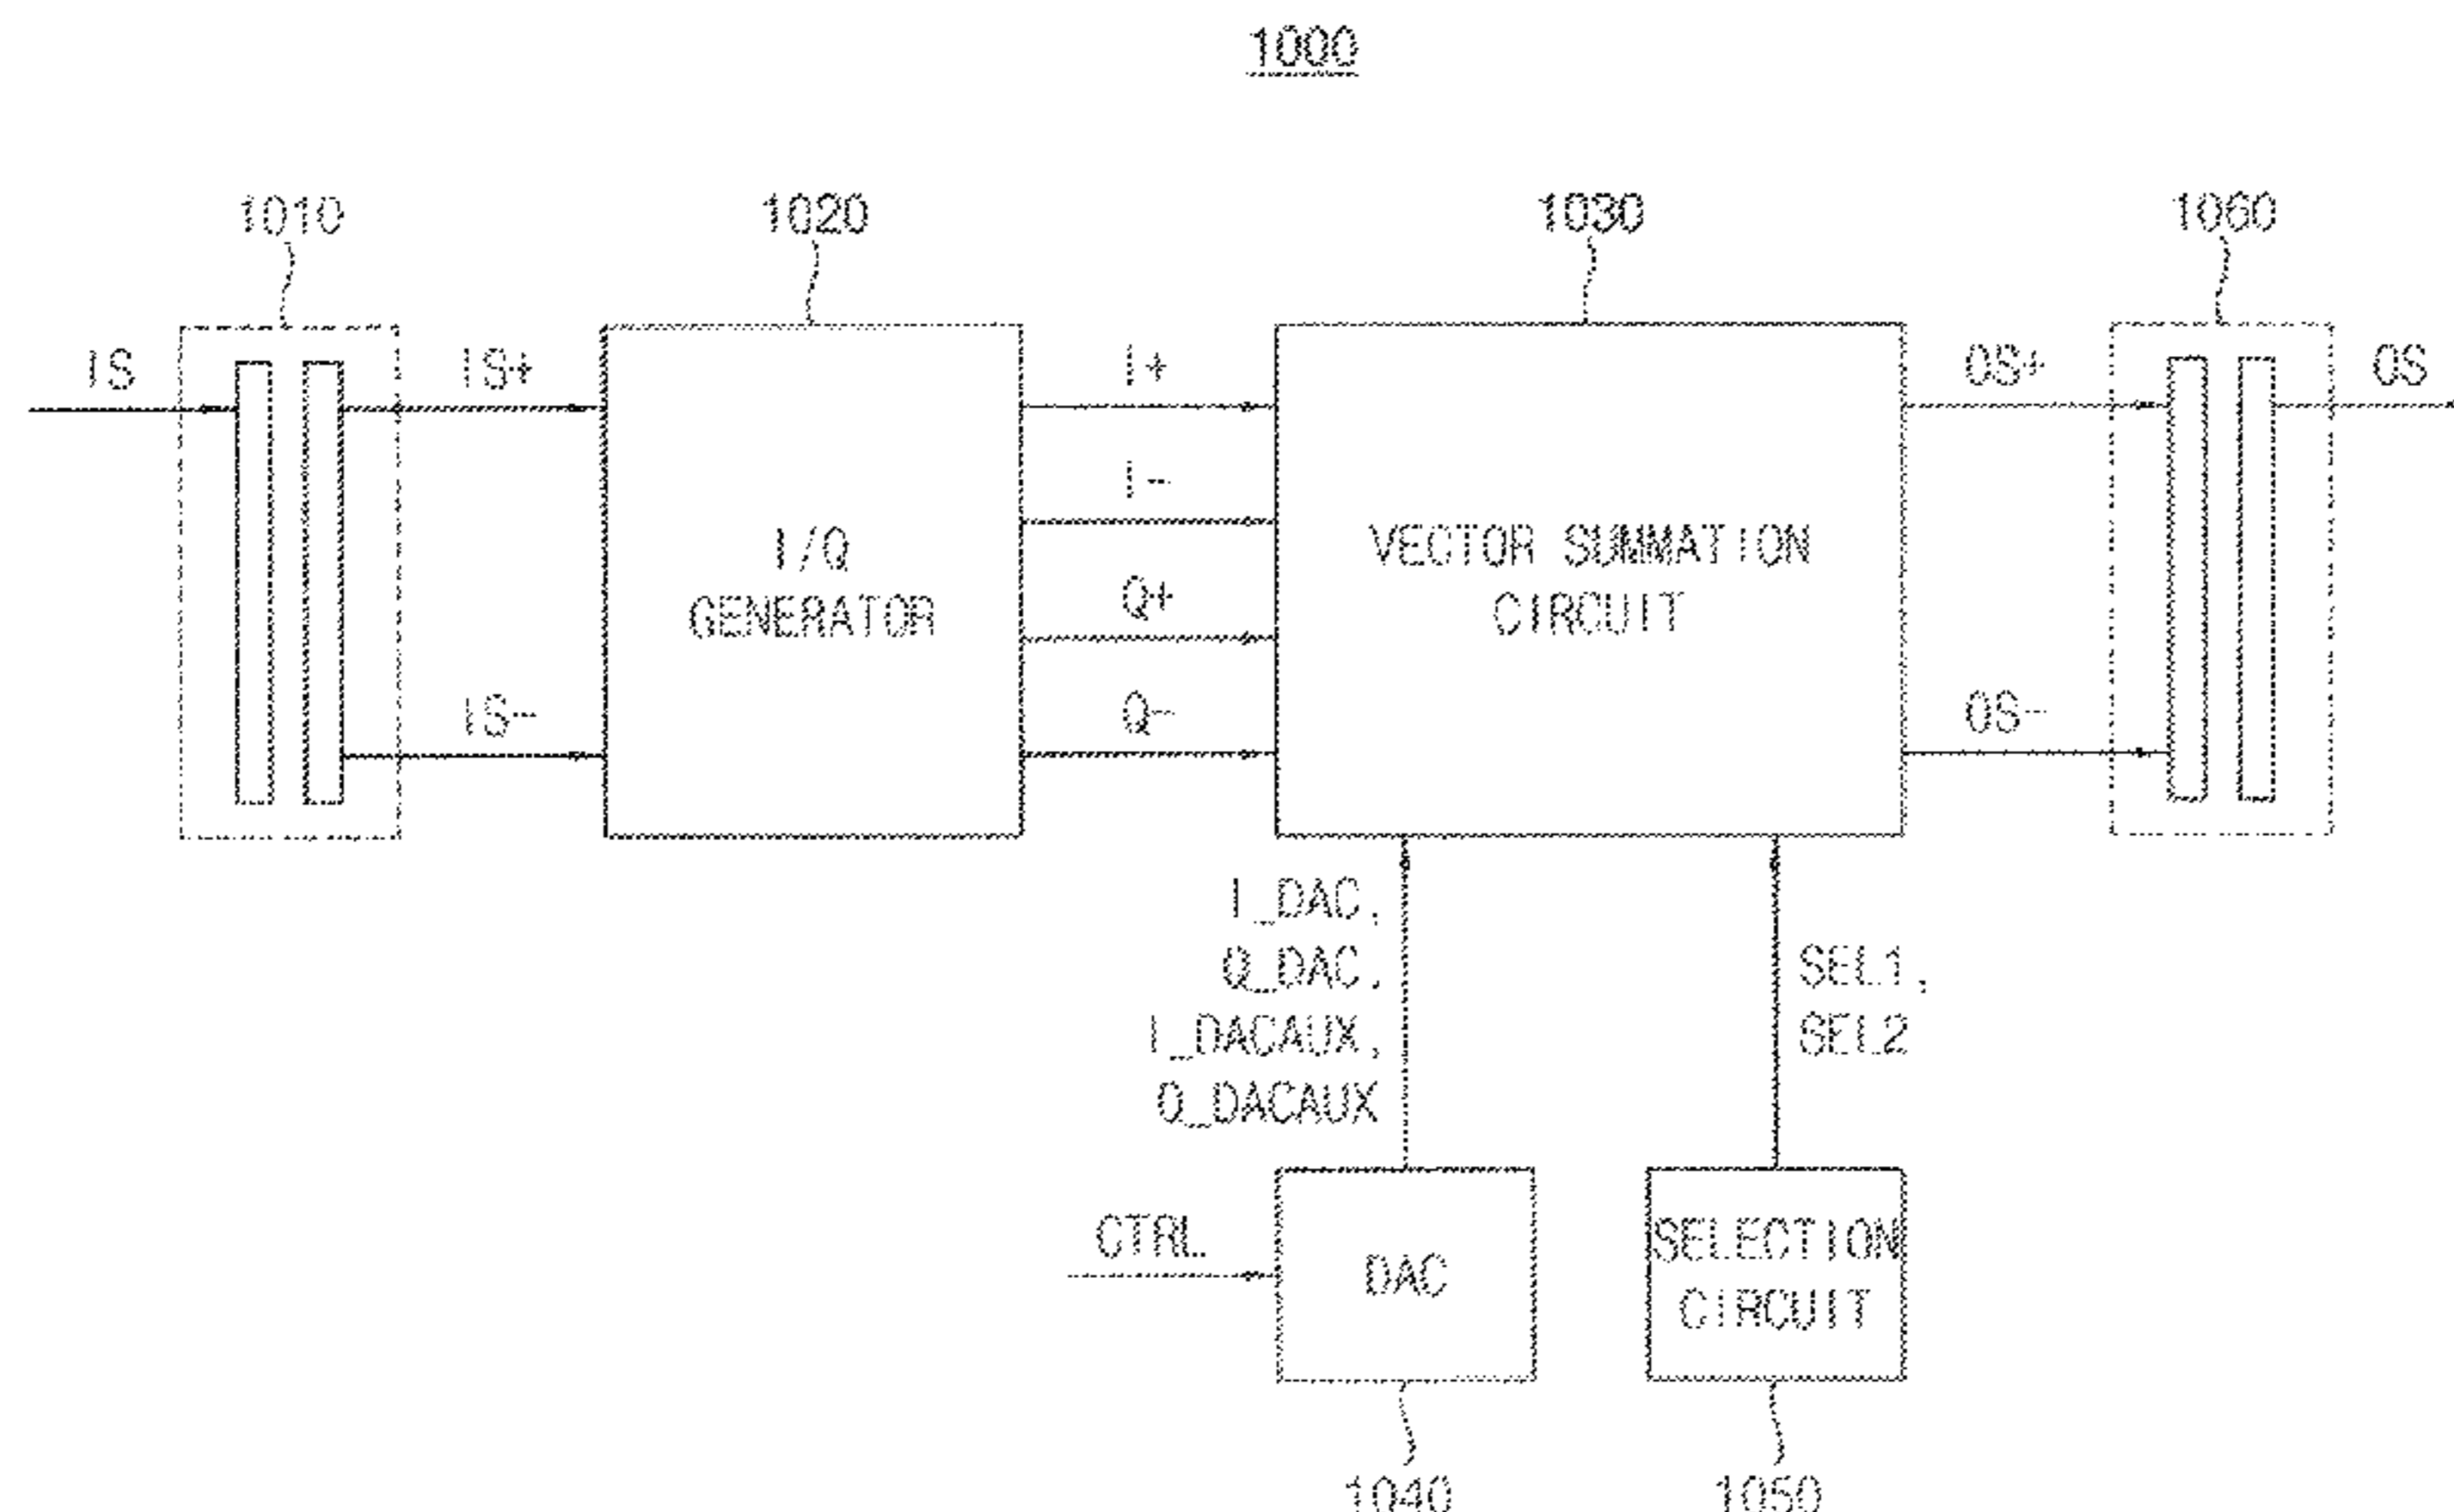 1000
1010
1020
1030
1060
IS
IS+
I+
OS+
OS
I-
I/Q
GENERATOR
VECTOR SUMMATION
CIRCUIT
Q+
IS-
Q-
OS-
I_DAC,
Q_DAC,
I_DACAUX,
Q_DACAUX
SEL1,
SEL2
CTRL
DAC
SELECTION
CIRCUIT
1040
1050